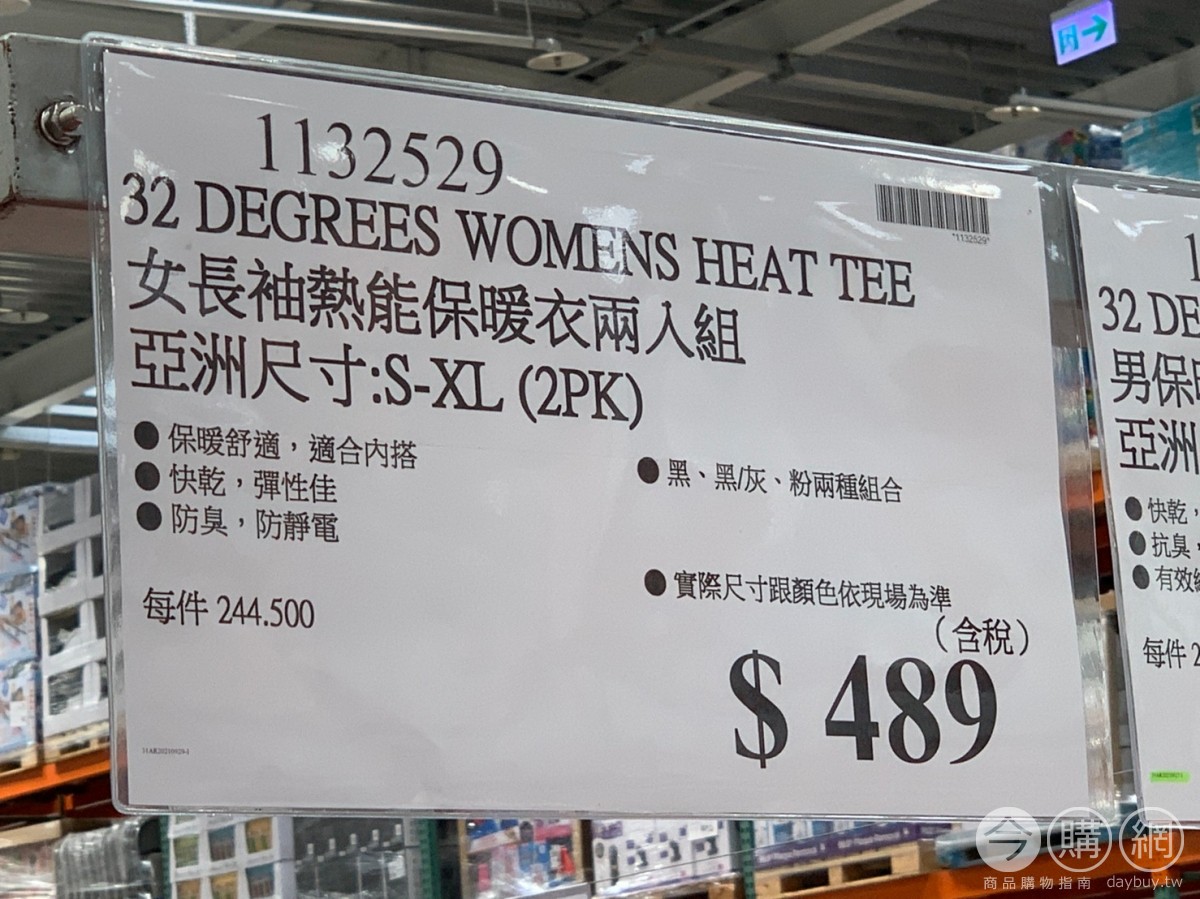 1132529
*1132529*
32 DEGREES WOMENS HEAT TEE
女長袖熱能保暖衣兩入組
亞洲尺寸:S-XL (2PK)
● 保暖舒適，適合內搭
● 快乾，彈性佳
● 防臭，防靜電
● 黑、黑/灰、粉兩種組合
● 實際尺寸跟顏色依現場為準
每件 244.500
（含稅）
$ 489
1
32 DE
男保
亞洲
● 快乾，
● 抗臭，
● 有效
每件 2
今購網
商品購物指南 daybuy.tw